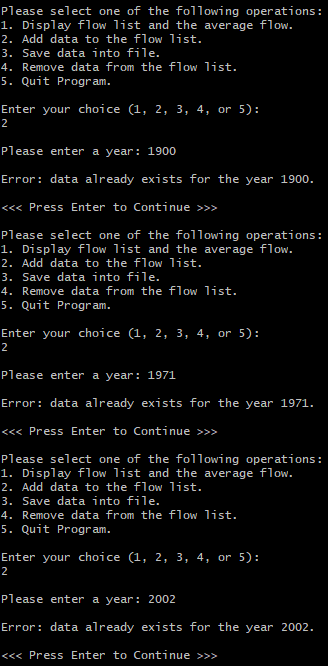 Please select one of the following operations:
1. Display flow list and the average flow.
2. Add data to the flow list.
3. Save data into file.
4. Remove data from the flow list.
5. Quit Program.
Enter your choice (1, 2, 3, 4, or 5):
2
Please enter a year: 1900
Error: data already exists for the year 1900.
<<< Press Enter to Continue >>>
Please select one of the following operations:
1. Display flow list and the average flow.
2. Add data to the flow list.
3. Save data into file.
4. Remove data from the flow list.
5. Quit Program.
Enter your choice (1, 2, 3, 4, or 5):
2
Please enter a year: 1971
Error: data already exists for the year 1971.
<<< Press Enter to Continue >>>
Please select one of the following operations:
1. Display flow list and the average flow.
2. Add data to the flow list.
3. Save data into file.
4. Remove data from the flow list.
5. Quit Program.
Enter your choice (1, 2, 3, 4, or 5):
2
Please enter a year: 2002
Error: data already exists for the year 2002.
<<< Press Enter to Continue >>>